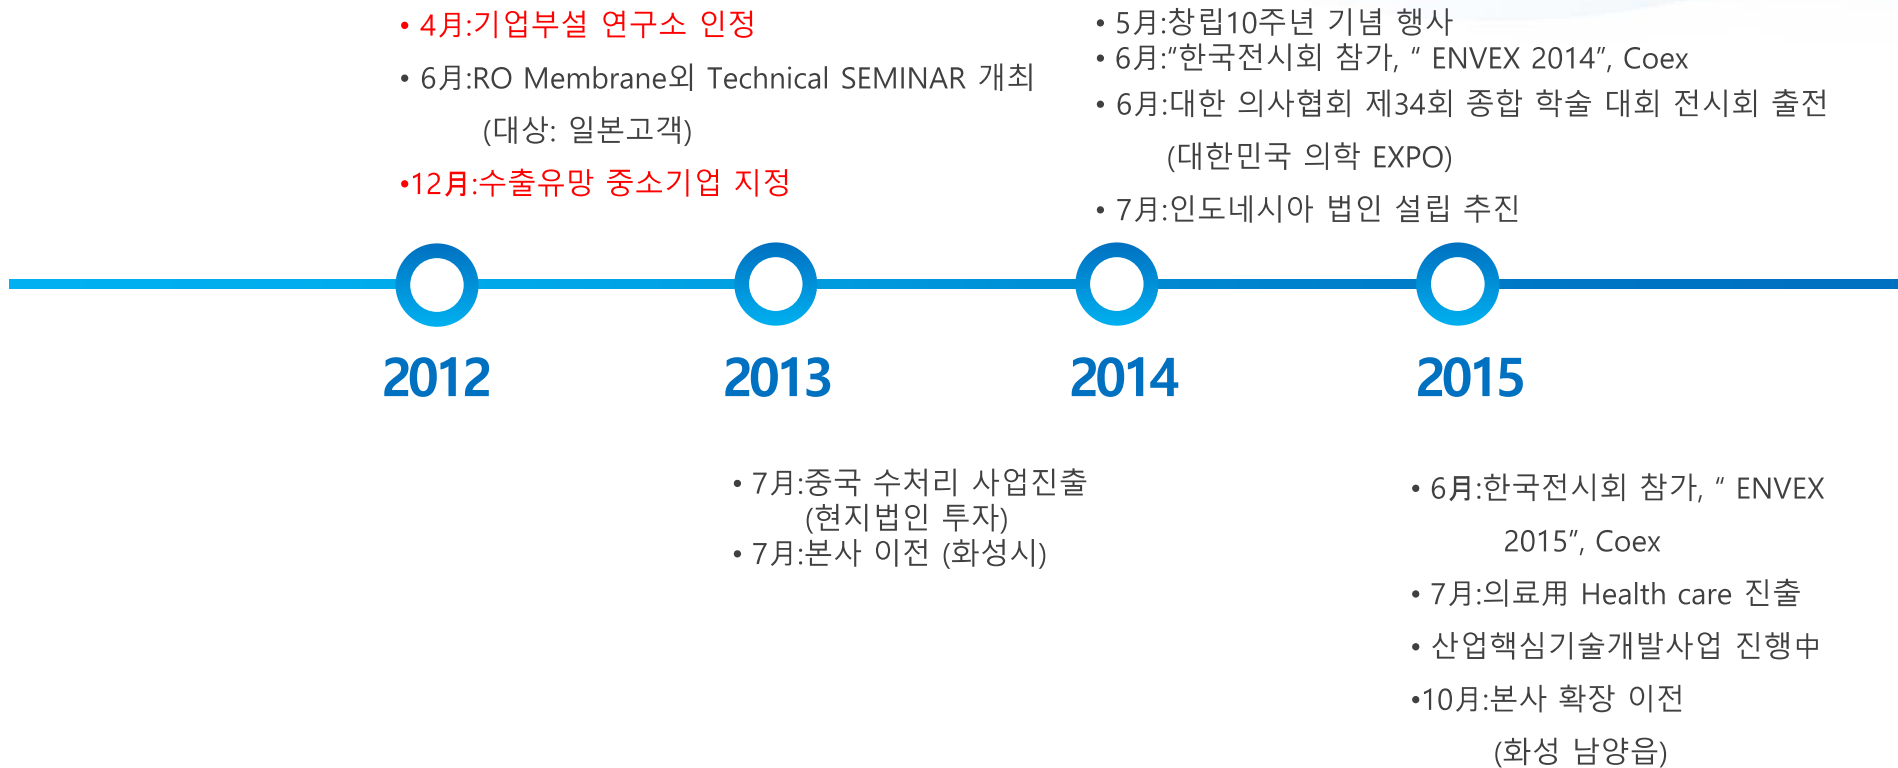 • 4月:기업부설 연구소 인정
• 6月:RO Membrane외 Technical SEMINAR 개최
(대상: 일본고객)
•12月:수출유망 중소기업 지정
• 5月:창립10주년 기념 행사
• 6月:“한국전시회 참가, “ ENVEX 2014”, Coex
• 6月:대한 의사협회 제34회 종합 학술 대회 전시회 출전
(대한민국 의학 EXPO)
• 7月:인도네시아 법인 설립 추진
2012
2013
2014
2015
• 7月:중국 수처리 사업진출
(현지법인 투자)
• 7月:본사 이전 (화성시)
• 6月:한국전시회 참가, “ ENVEX
2015”, Coex
• 7月:의료用 Health care 진출
• 산업핵심기술개발사업 진행中
•10月:본사 확장 이전
(화성 남양읍)